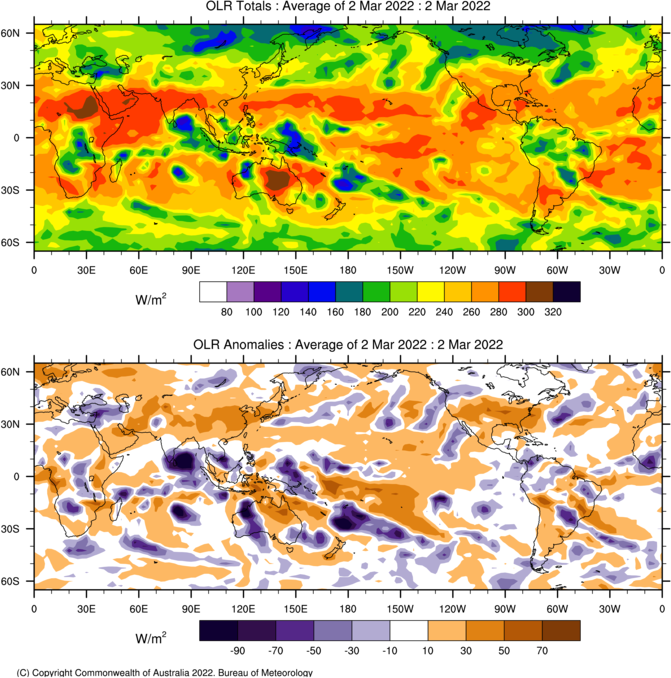 OLR Totals : Average of 2 Mar 2022 : 2 Mar 2022
60N
30N
0
30S
60S
0 30E 60E 90E 120E 150E 180 150W 120W 90W 60W 30W 0
W/m2
80 100 120 140 160 180 200 220 240 260 280 300 320
OLR Anomalies : Average of 2 Mar 2022 : 2 Mar 2022
60N
30N
0
30S
60S
0 30E 60E 90E 120E 150E 180 150W 120W 90W 60W 30W 0
W/m2
-90 -70 -50 -30 -10 10 30 50 70
(C) Copyright Commonwealth of Australia 2022. Bureau of Meteorology